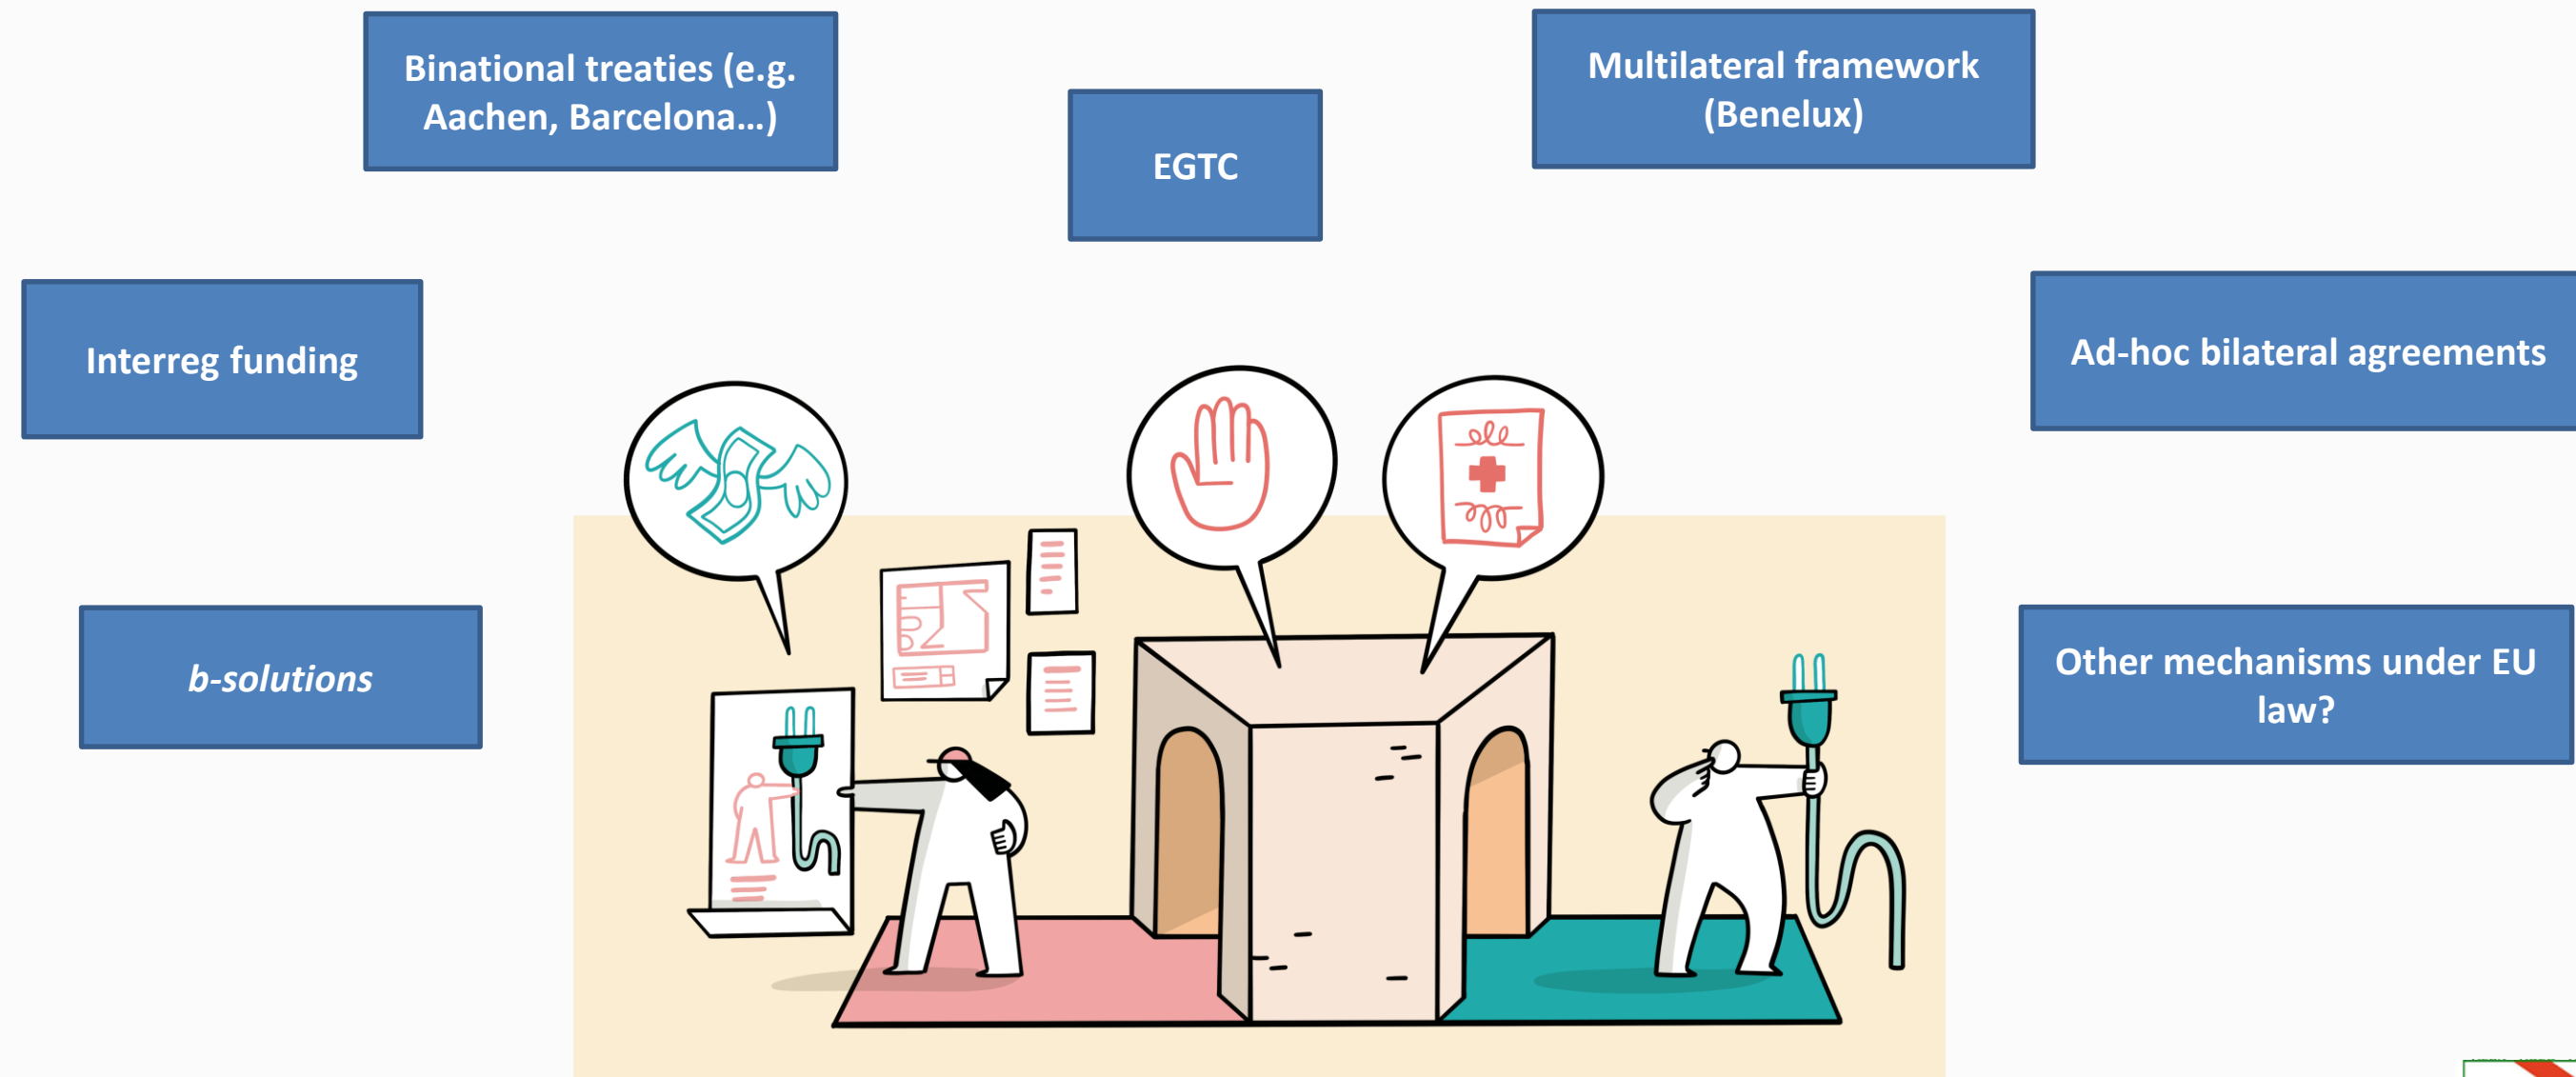 Binational treaties (e.g.
Aachen, Barcelona...)
EGTC
Multilateral framework
(Benelux)
Interreg funding
Ad-hoc bilateral agreements
b-solutions
Other mechanisms under EU
law?